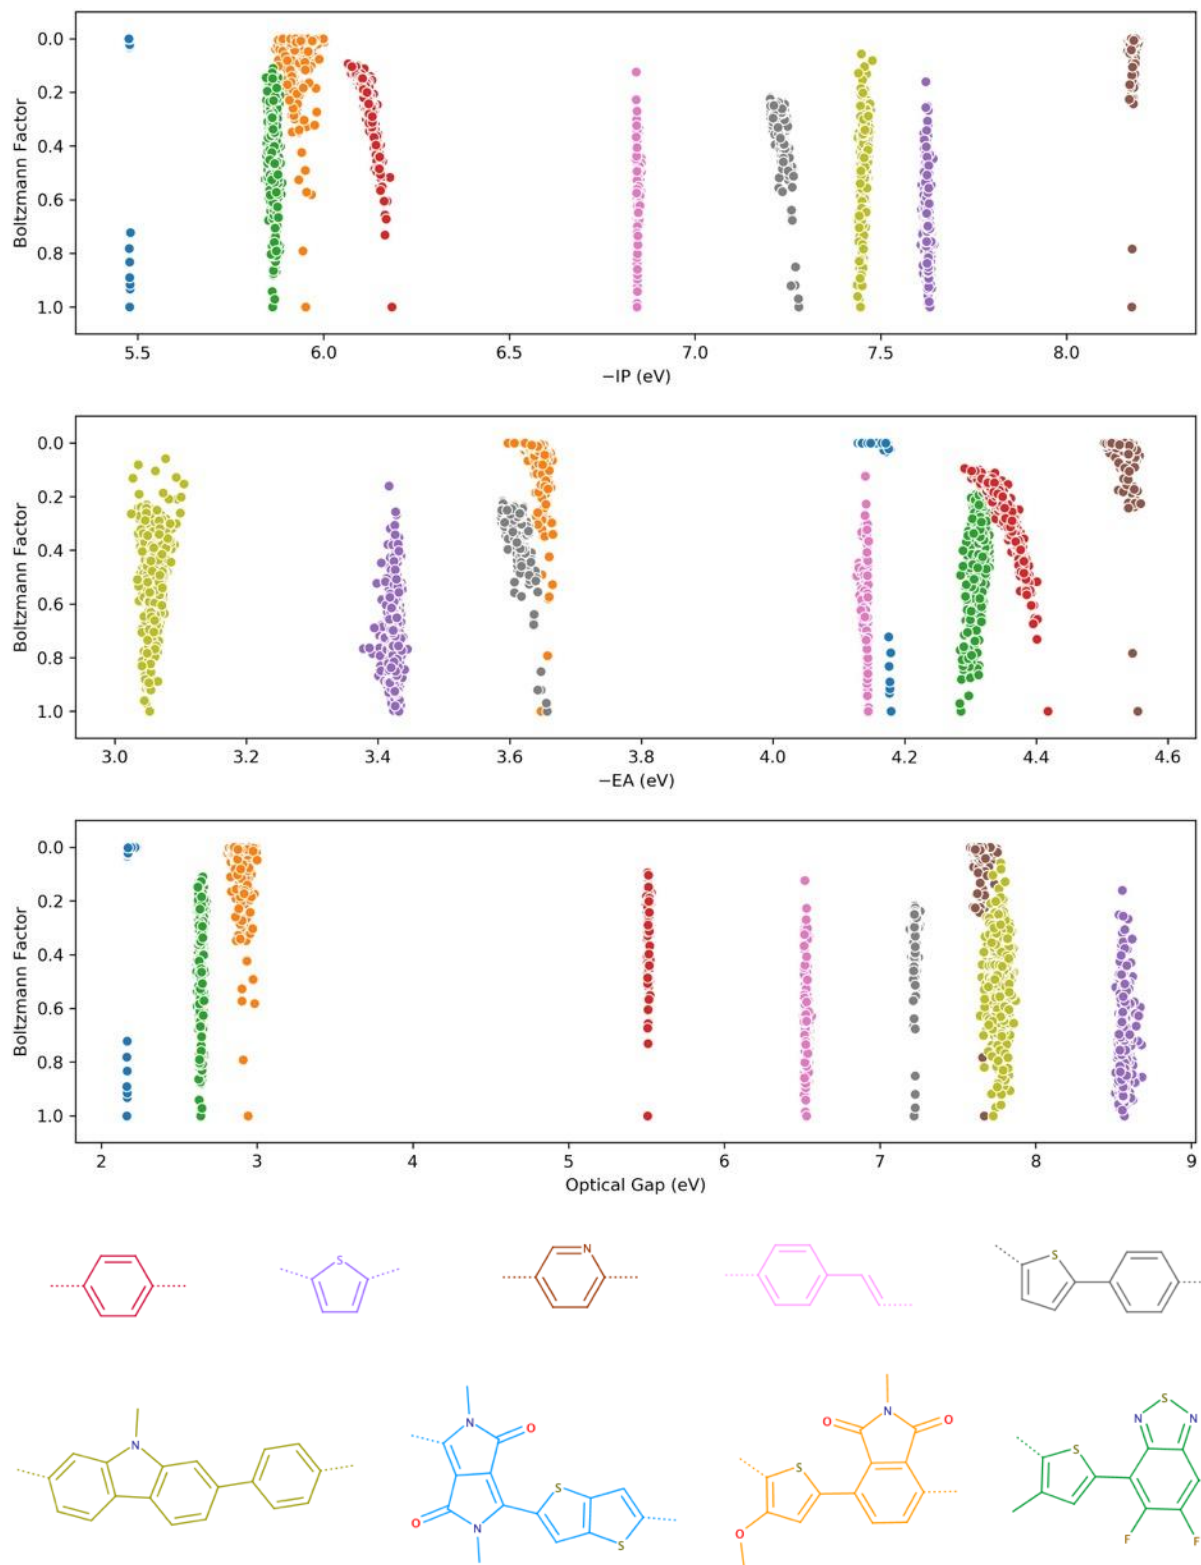 Boltzmann Factor
0.0
0.2
0.4
0.6
0.8
1.0
5.5 6.0 6.5 7.0 7.5 8.0
−IP (eV)
Boltzmann Factor
0.0
0.2
0.4
0.6
0.8
1.0
3.0 3.2 3.4 3.6 3.8 4.0 4.2 4.4 4.6
−EA (eV)
Boltzmann Factor
0.0
0.2
0.4
0.6
0.8
1.0
2 3 4 5 6 7 8 9
Optical Gap (eV)
S N S
N O O N S N
S O N O S
N S O F F